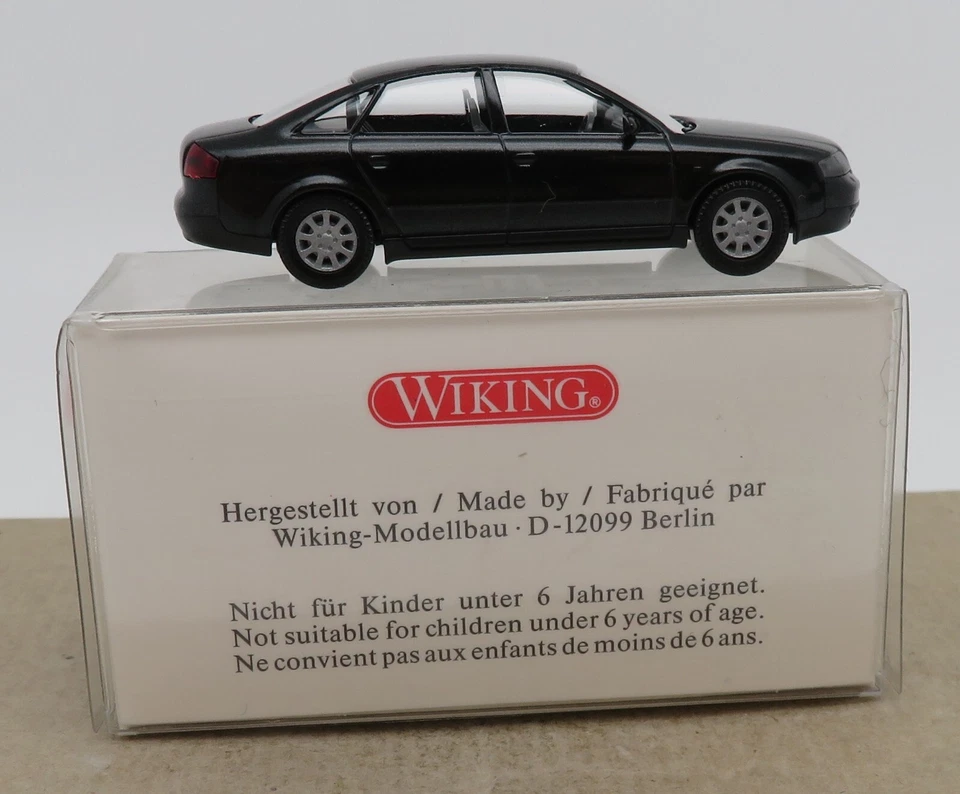 WIKING®
Hergestellt von / Made by / Fabriqué par
Wiking-Modellbau · D-12099 Berlin
Nicht für Kinder unter 6 Jahren geeignet.
Not suitable for children under 6 years of age.
Ne convient pas aux enfants de moins de 6 ans.